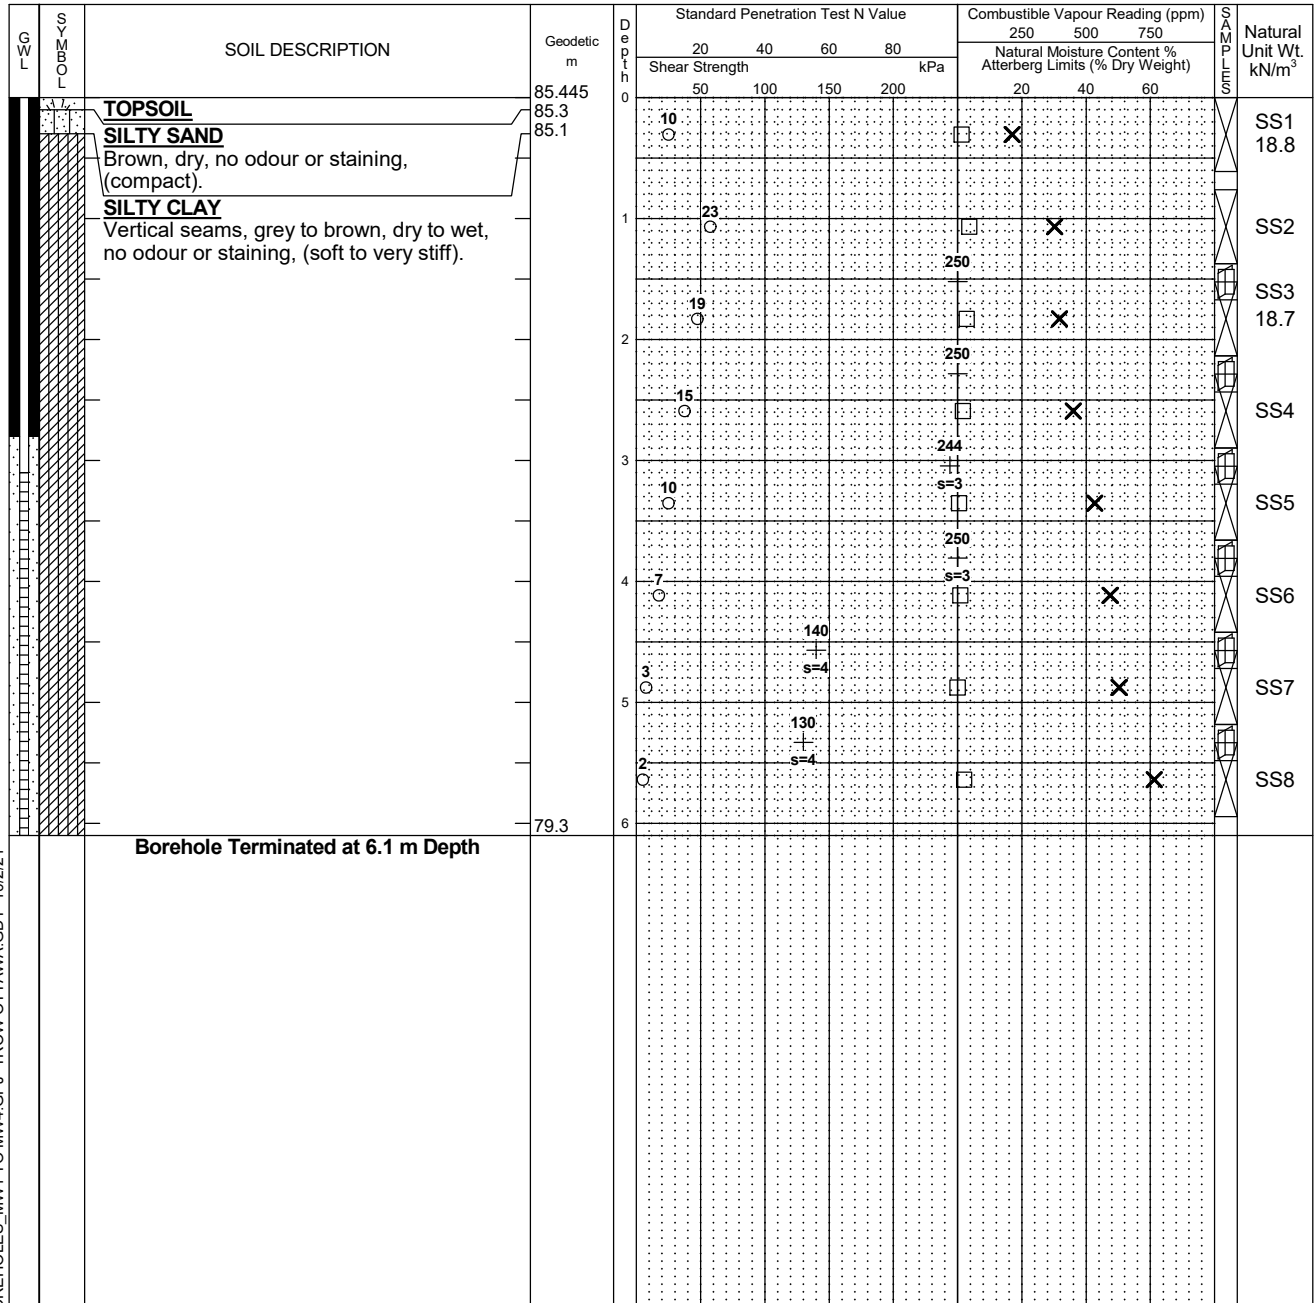 GWL
SYMBOL
SOIL DESCRIPTION
Geodetic
m
Depth
Standard Penetration Test N Value
20 40 60 80
Shear Strength kPa
50 100 150 200
Combustible Vapour Reading (ppm)
250 500 750
Natural Moisture Content %
Atterberg Limits (% Dry Weight)
20 40 60
SAMPLES
Natural
Unit Wt.
kN/m³
85.445
0
TOPSOIL
85.3
SILTY SAND
85.1
Brown, dry, no odour or staining,
(compact).
SILTY CLAY
Vertical seams, grey to brown, dry to wet,
no odour or staining, (soft to very stiff).
10
SS1
18.8
1
23
SS2
250
SS3
19
18.7
2
250
15
SS4
244
3
s=3
10
SS5
250
s=3
4
7
SS6
140
s=4
3
SS7
5
130
s=4
2
SS8
79.3
6
Borehole Terminated at 6.1 m Depth